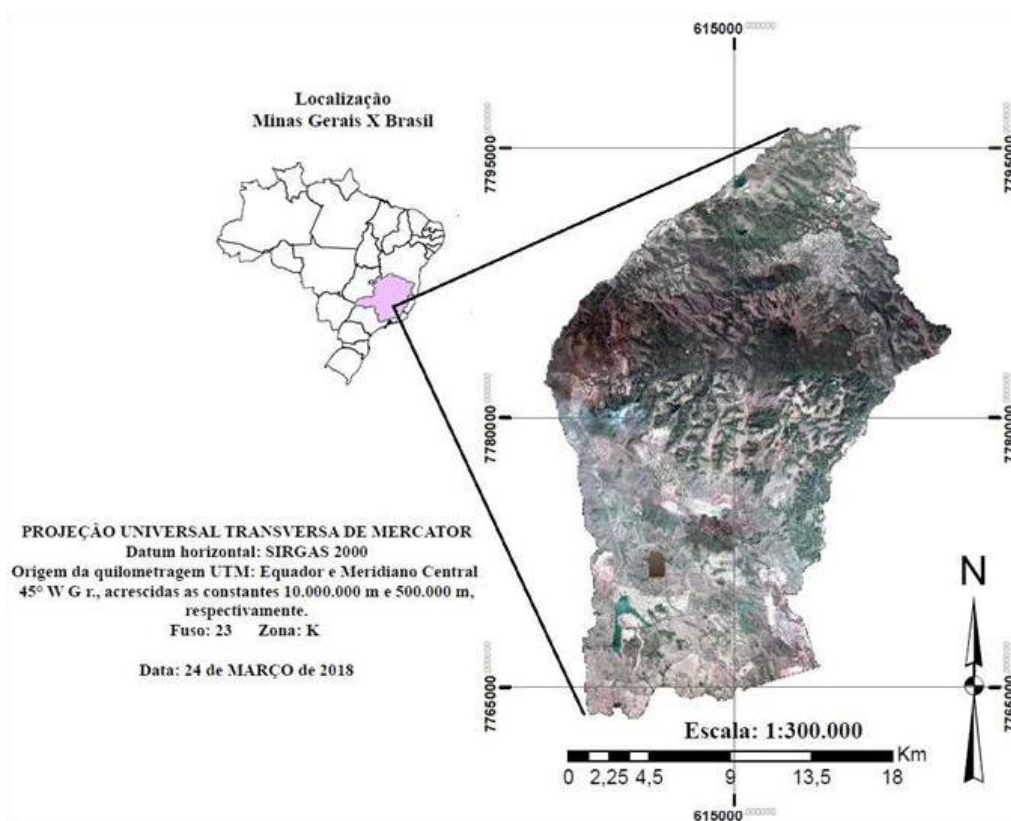 615000,000000
Localização
Minas Gerais X Brasil
7795000
7795000
7780000
7780000
PROJEÇÃO UNIVERSAL TRANSVERSA DE MERCATOR
Datum horizontal: SIRGAS 2000
Origem da quilometragem UTM: Equador e Meridiano Central
45° W G r., acrescidas as constantes 10.000.000 m e 500.000 m,
respectivamente.
Fuso: 23 Zona: K
Data: 24 de MARÇO de 2018
N
7765000
7765000
Escala: 1:300.000
Km
0 2,25 4,5 9 13,5 18
615000,000000